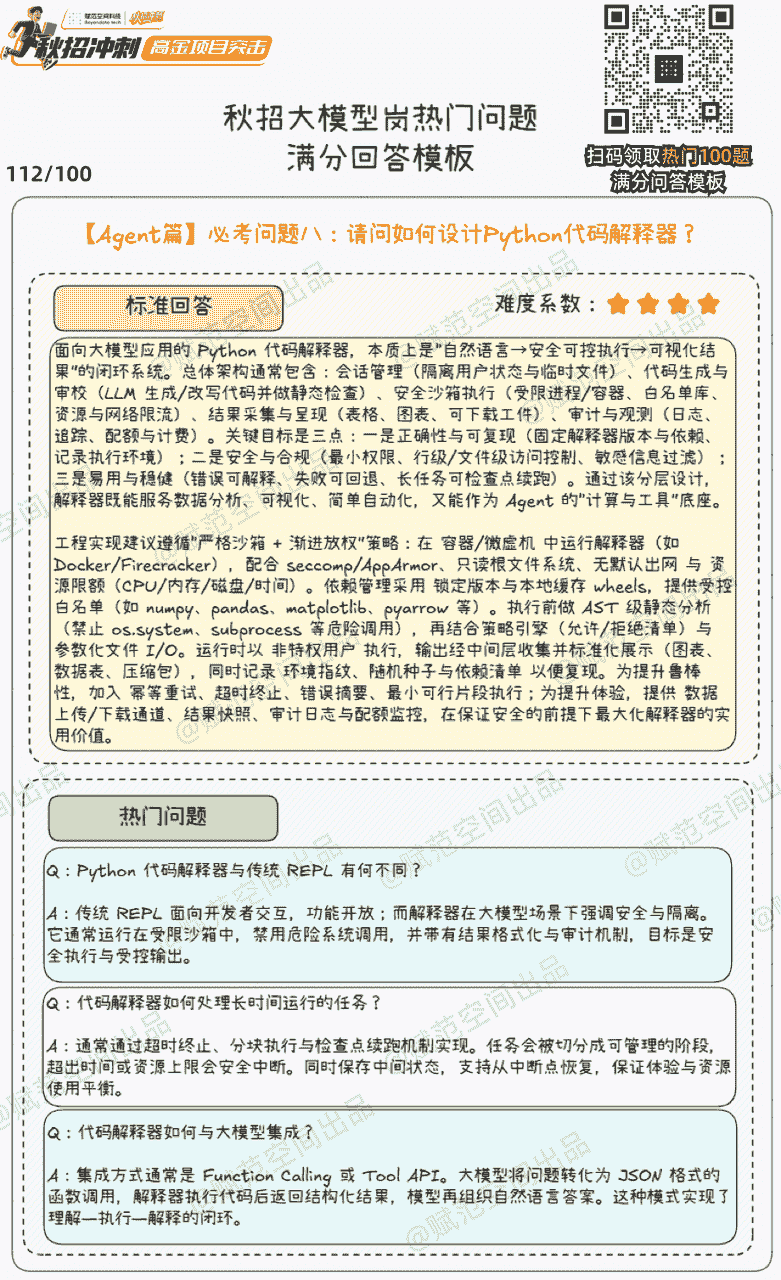 赋范空间科技
Beyondata tech
秋招冲刺
高金项目突击
秋招大模型岗热门问题
满分回答模板
112/100
扫码领取热门100题
满分问答模板
【Agent篇】必考问题八：请问如何设计Python代码解释器？
标准回答
难度系数：
面向大模型应用的 Python 代码解释器，本质上是"自然语言→安全可控执行→可视化结
果"的闭环系统。总体架构通常包含：会话管理（隔离用户状态与临时文件）、代码生成与
审校（LLM 生成/改写代码并做静态检查）、安全沙箱执行（受限进程/容器、白名单库、
资源与网络限流）、结果采集与呈现（表格、图表、可下载工件）、审计与观测（日志、
追踪、配额与计费）。关键目标是三点：一是正确性与可复现（固定解释器版本与依赖、
记录执行环境）；二是安全与合规（最小权限、行级/文件级访问控制、敏感信息过滤）；
三是易用与稳健（错误可解释、失败可回退、长任务可检查点续跑）。通过该分层设计，
解释器既能服务数据分析、可视化、简单自动化，又能作为 Agent 的"计算与工具"底座。
工程实现建议遵循"严格沙箱 + 渐进放权"策略：在 容器/微虚机 中运行解释器（如
Docker/Firecracker），配合 seccomp/AppArmor、只读根文件系统、无默认出网 与 资
源限额（CPU/内存/磁盘/时间）。依赖管理采用 锁定版本与本地缓存 wheels，提供受控
白名单（如 numpy、pandas、matplotlib、pyarrow 等）。执行前做 AST 级静态分析
（禁止 os.system、subprocess 等危险调用），再结合策略引擎（允许/拒绝清单）与
参数化文件 I/O。运行时以 非特权用户 执行，输出经中间层收集并标准化展示（图表、
数据表、压缩包），同时记录 环境指纹、随机种子与依赖清单 以便复现。为提升鲁棒
性，加入 幂等重试、超时终止、错误摘要、最小可行片段执行；为提升体验，提供 数据
上传/下载通道、结果快照、审计日志与配额监控，在保证安全的前提下最大化解释器的实
用价值。
热门问题
Q：Python 代码解释器与传统 REPL 有何不同？
A：传统 REPL 面向开发者交互，功能开放；而解释器在大模型场景下强调安全与隔离。
它通常运行在受限沙箱中，禁用危险系统调用，并带有结果格式化与审计机制，目标是安
全执行与受控输出。
Q：代码解释器如何处理长时间运行的任务？
A：通常通过超时终止、分块执行与检查点续跑机制实现。任务会被切分成可管理的阶段，
超出时间或资源上限会安全中断。同时保存中间状态，支持从中断点恢复，保证体验与资源
使用平衡。
Q：代码解释器如何与大模型集成？
A：集成方式通常是 Function Calling 或 Tool API。大模型将问题转化为 JSON 格式的
函数调用，解释器执行代码后返回结构化结果，模型再组织自然语言答案。这种模式实现了
理解—执行—解释的闭环。
@赋范空间出品